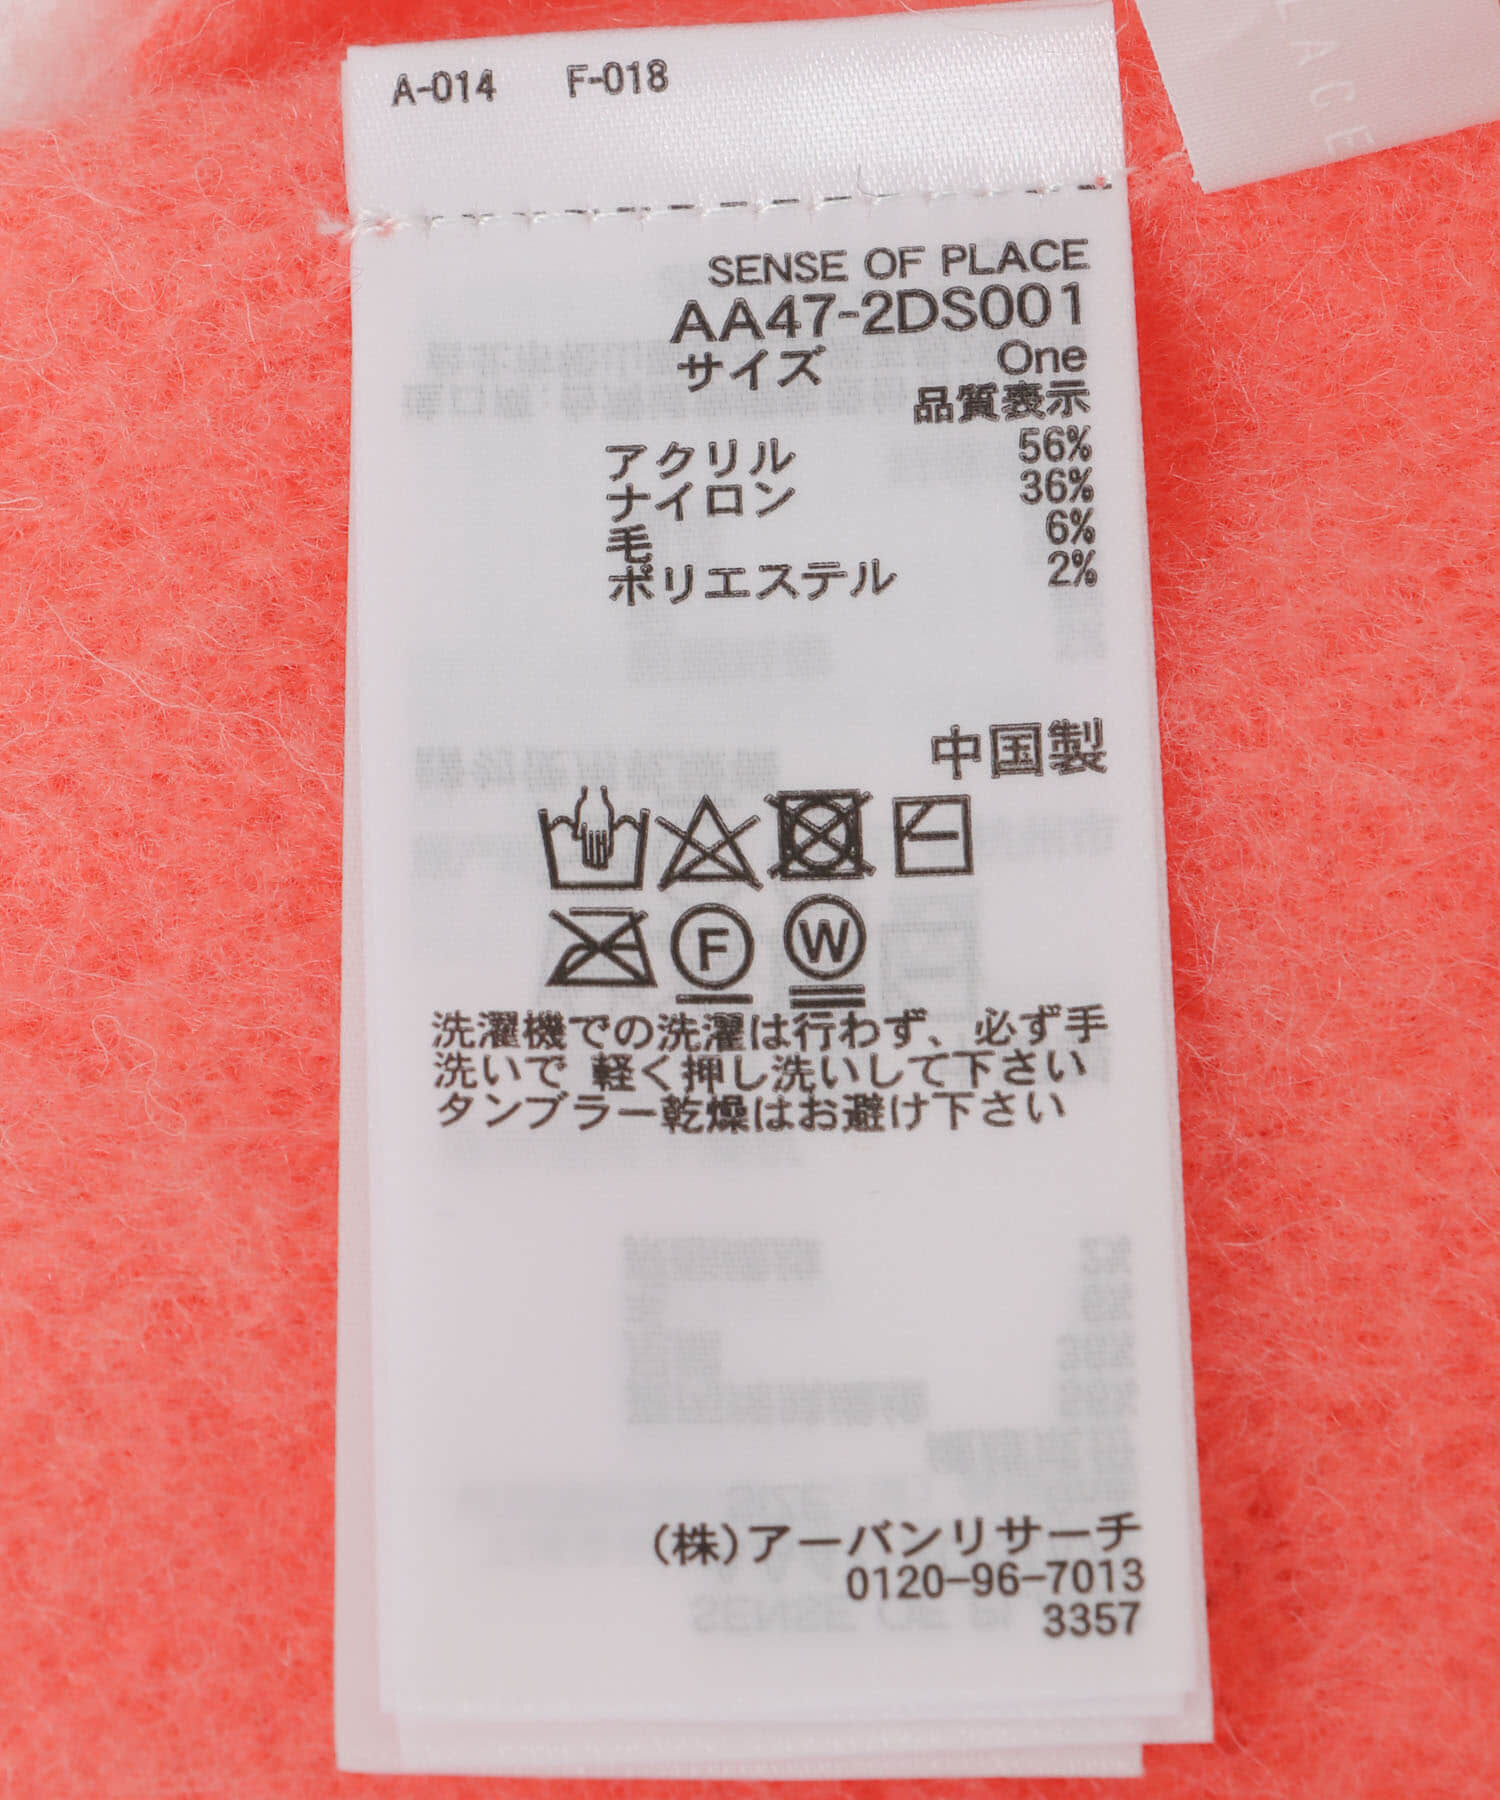 A-014 F-018
LACE
SENSE OF PLACE
AA47-2DS001
サイズ One
品質表示
アクリル 56%
ナイロン 36%
毛 6%
ポリエステル 2%
中国製
F W
洗濯機での洗濯は行わず、必ず手
洗いで 軽く押し洗いして下さい
タンブラー乾燥はお避け下さい
(株)アーバンリサーチ
0120-96-7013
3357